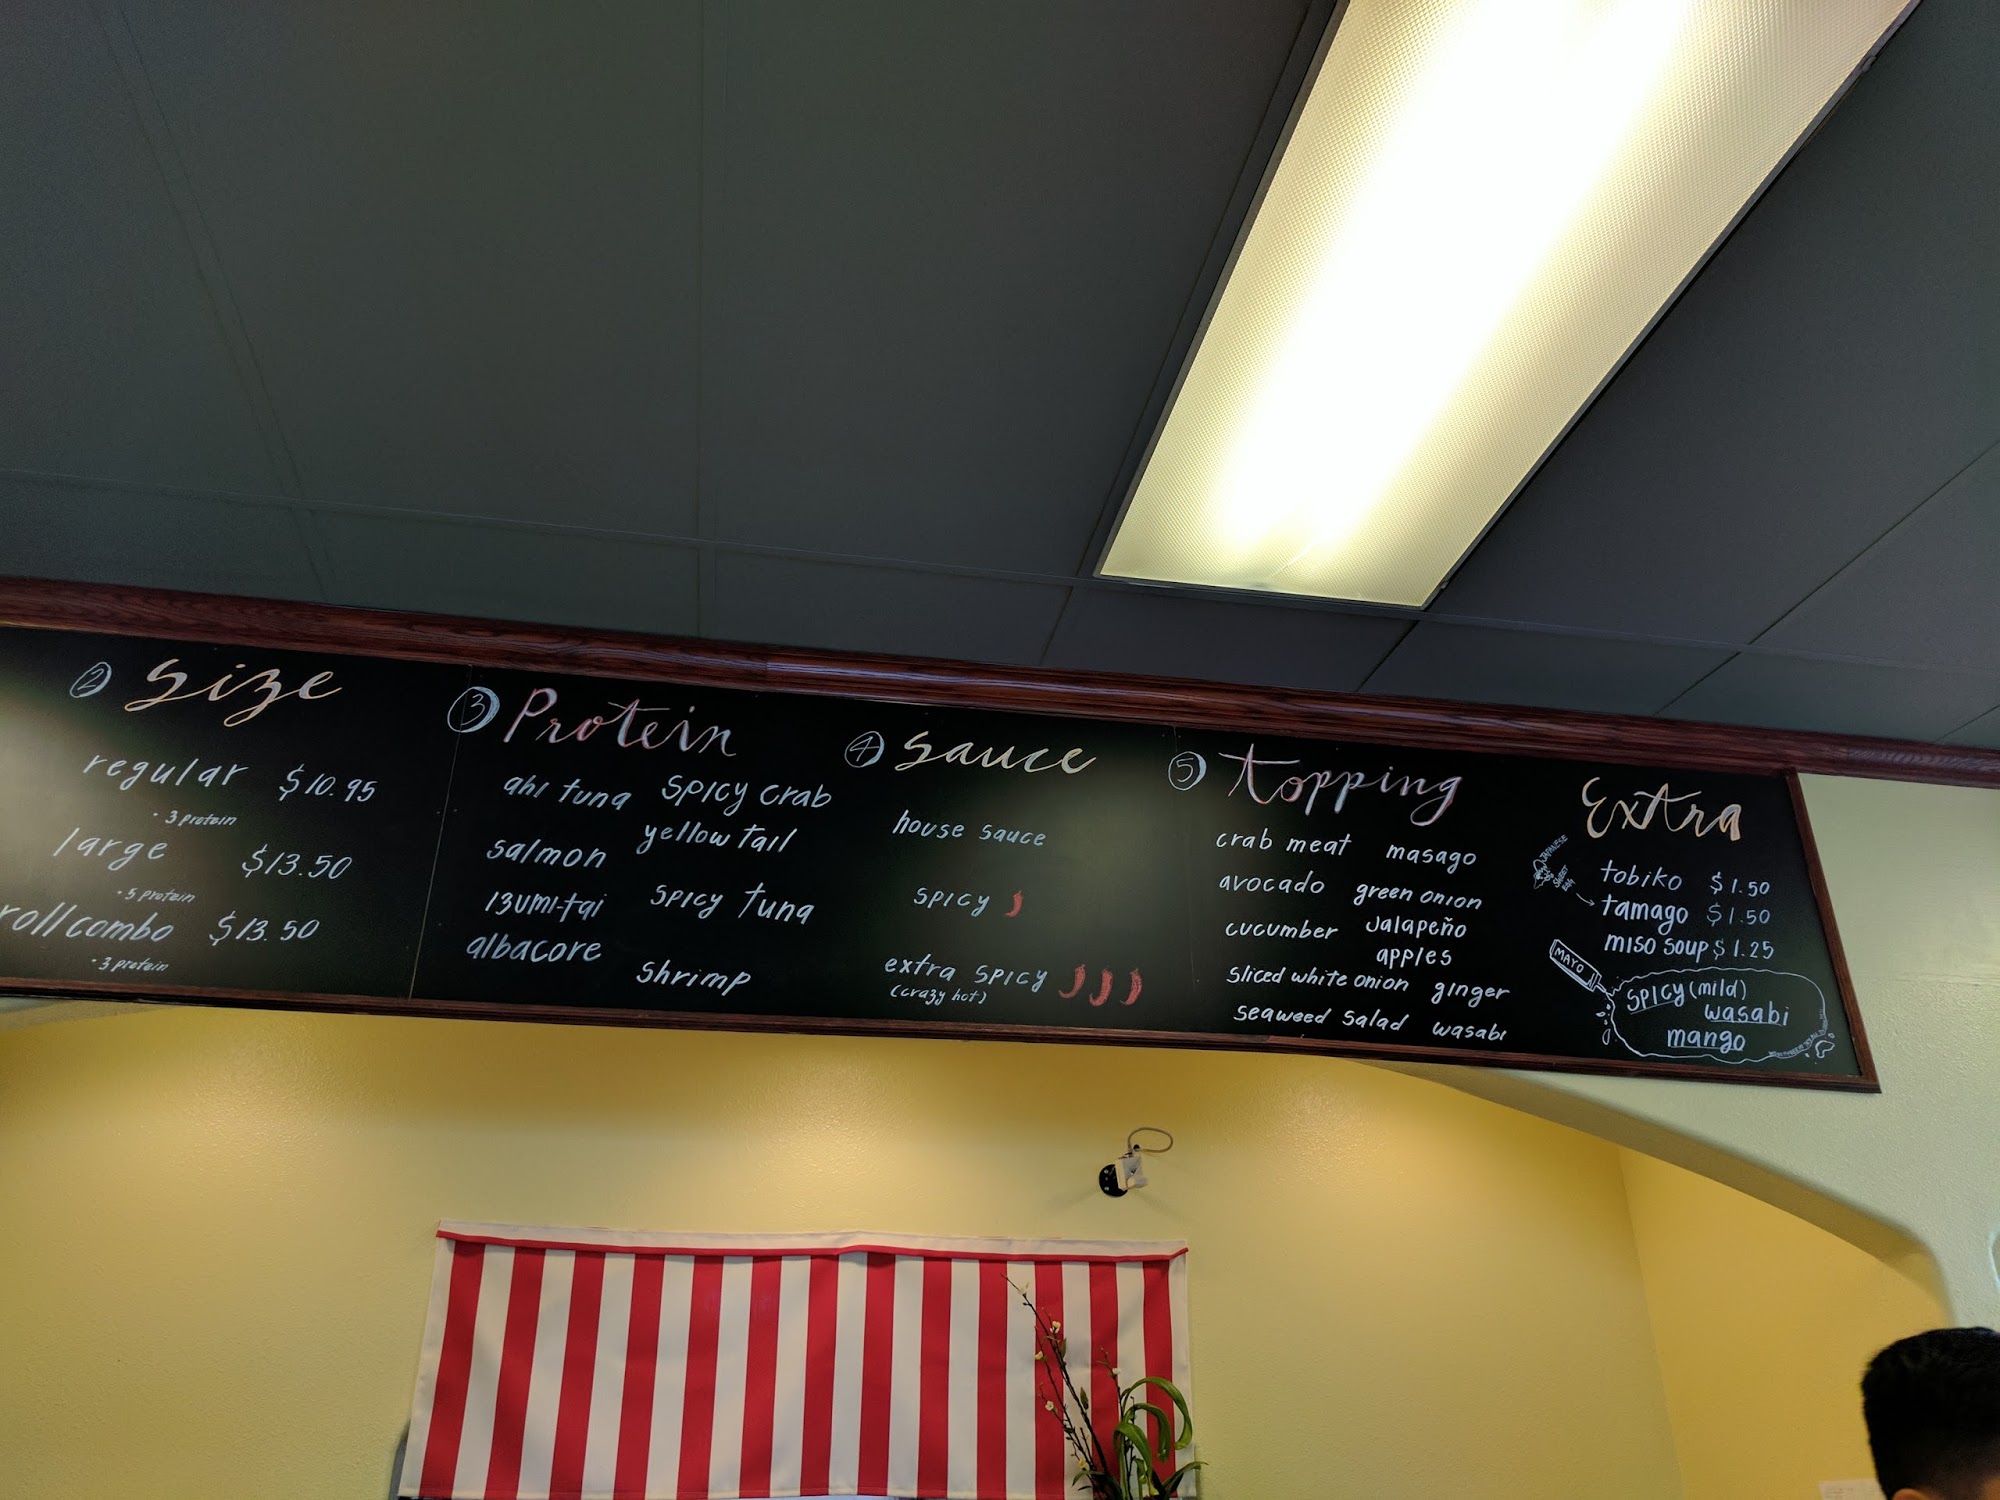 ② Size
regular $10.95
• 3 protein
large $13.50
• 5 protein
roll combo $13.50
• 3 protein
③ Protein
ahi tuna spicy crab
salmon yellow tail
izumi-tai spicy tuna
albacore shrimp
④ Sauce
house sauce
spicy
extra spicy
(crazy hot)
⑤ topping
crab meat masago
avocado green onion
cucumber Jalapeño
apples
sliced white onion ginger
seaweed salad wasabi
Extra
tobiko $1.50
JAPANESE
SWEET
tamago $1.50
miso soup $1.25
MAYO
spicy (mild)
wasabi
mango